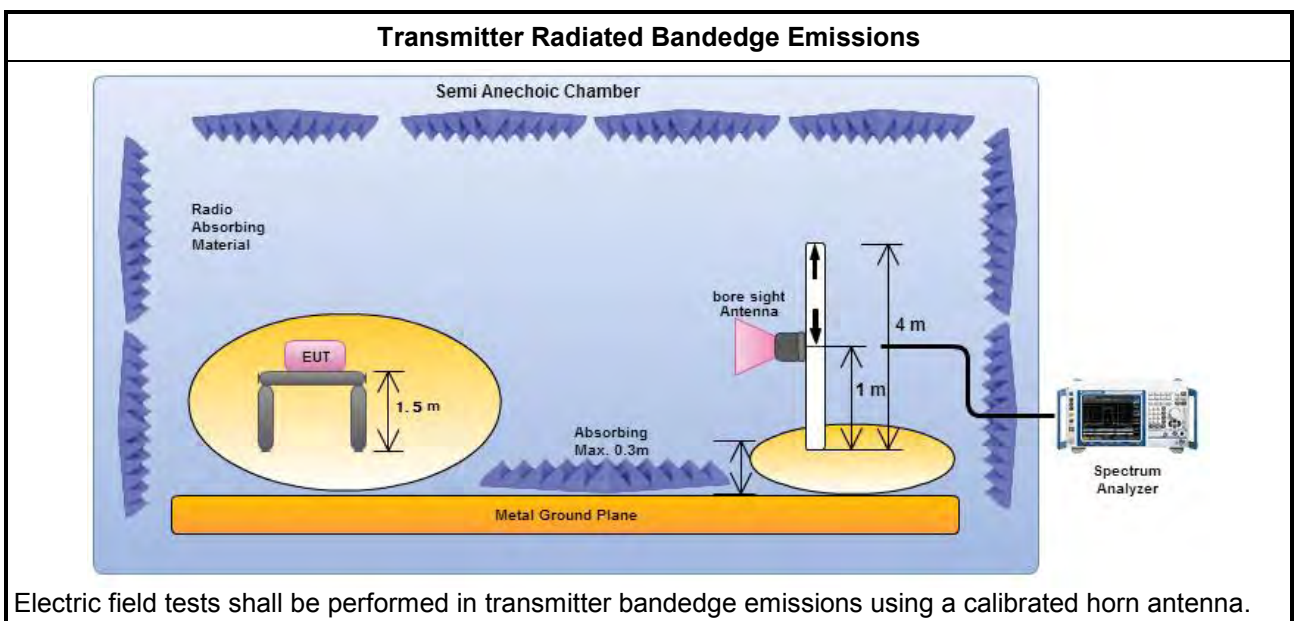 Transmitter Radiated Bandedge Emissions
Semi Anechoic Chamber
Radio
Absorbing
Material
bore sight
Antenna
4 m
EUT
1 m
1.5 m
Absorbing
Max. 0.3m
Spectrum
Analyzer
Metal Ground Plane
Electric field tests shall be performed in transmitter bandedge emissions using a calibrated horn antenna.